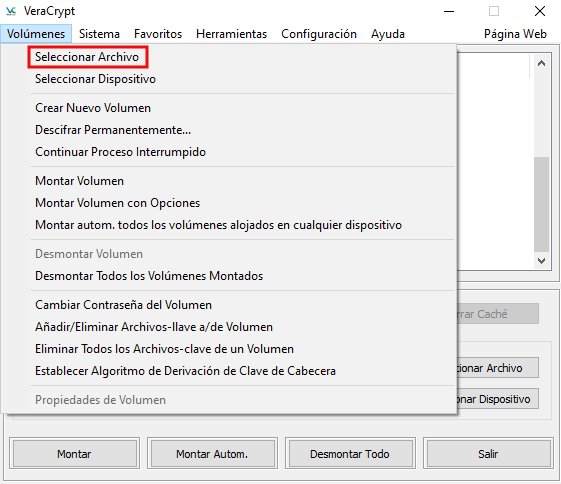 VeraCrypt
Volúmenes Sistema Favoritos Herramientas Configuración Ayuda Página Web
Seleccionar Archivo
Seleccionar Dispositivo
Crear Nuevo Volumen
Descifrar Permanentemente...
Continuar Proceso Interrumpido
Montar Volumen
Montar Volumen con Opciones
Montar autom. todos los volúmenes alojados en cualquier dispositivo
Desmontar Volumen
Desmontar Todos los Volúmenes Montados
Cambiar Contraseña del Volumen
Caché
Añadir/Eliminar Archivos-llave a/de Volumen
Eliminar Todos los Archivos-clave de un Volumen
Establecer Algoritmo de Derivación de Clave de Cabecera
Archivo
Propiedades de Volumen
Dispositivo
Montar Montar Autom. Desmontar Todo Salir